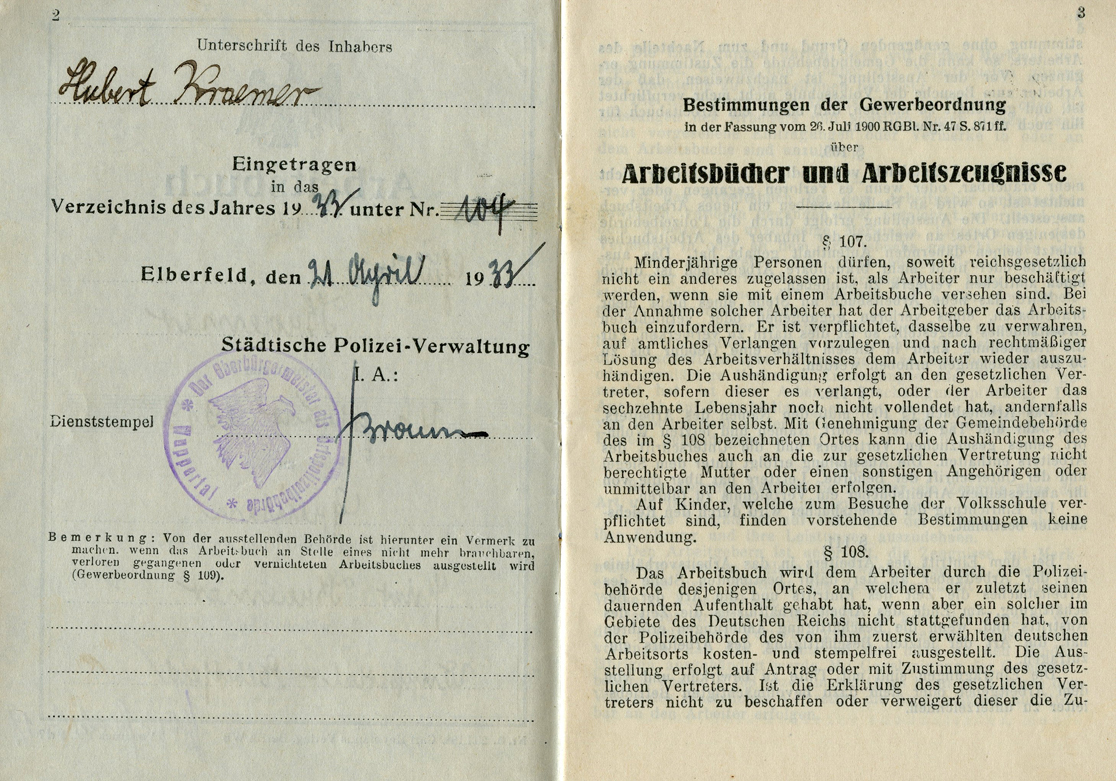 2
Unterschrift des Inhabers
Hubert Kraemer
Eingetragen
in das
Verzeichnis des Jahres 1933 unter Nr. 104
Elberfeld, den 21. April 1933
Städtische Polizei-Verwaltung
I. A.:
Dienststempel
Braun
Der Oberbürgermeister als Ortspolizeibehörde
* Wuppertal *
Bemerkung: Von der ausstellenden Behörde ist hierunter ein Vermerk zu
machen, wenn das Arbeitsbuch an Stelle eines nicht mehr brauchbaren,
verloren gegangenen oder vernichteten Arbeitsbuches ausgestellt wird
(Gewerbeordnung § 109).
3
Bestimmungen der Gewerbeordnung
in der Fassung vom 26. Juli 1900 RGBl. Nr. 47 S. 871 ff.
über
Arbeitsbücher und Arbeitszeugnisse
§ 107.
Minderjährige Personen dürfen, soweit reichsgesetzlich
nicht ein anderes zugelassen ist, als Arbeiter nur beschäftigt
werden, wenn sie mit einem Arbeitsbuche versehen sind. Bei
der Annahme solcher Arbeiter hat der Arbeitgeber das Arbeits-
buch einzufordern. Er ist verpflichtet, dasselbe zu verwahren,
auf amtliches Verlangen vorzulegen und nach rechtmäßiger
Lösung des Arbeitsverhältnisses dem Arbeiter wieder auszu-
händigen. Die Aushändigung erfolgt an den gesetzlichen Ver-
treter, sofern dieser es verlangt, oder der Arbeiter das
sechzehnte Lebensjahr noch nicht vollendet hat, andernfalls
an den Arbeiter selbst. Mit Genehmigung der Gemeindebehörde
des im § 108 bezeichneten Ortes kann die Aushändigung des
Arbeitsbuches auch an die zur gesetzlichen Vertretung nicht
berechtigte Mutter oder einen sonstigen Angehörigen oder
unmittelbar an den Arbeiter erfolgen.
Auf Kinder, welche zum Besuche der Volksschule ver-
pflichtet sind, finden vorstehende Bestimmungen keine
Anwendung.
§ 108.
Das Arbeitsbuch wird dem Arbeiter durch die Polizei-
behörde desjenigen Ortes, an welchem er zuletzt seinen
dauernden Aufenthalt gehabt hat, wenn aber ein solcher im
Gebiete des Deutschen Reichs nicht stattgefunden hat, von
der Polizeibehörde des von ihm zuerst erwählten deutschen
Arbeitsorts kosten- und stempelfrei ausgestellt. Die Aus-
stellung erfolgt auf Antrag oder mit Zustimmung des gesetz-
lichen Vertreters. Ist die Erklärung des gesetzlichen Ver-
treters nicht zu beschaffen oder verweigert dieser die Zu-